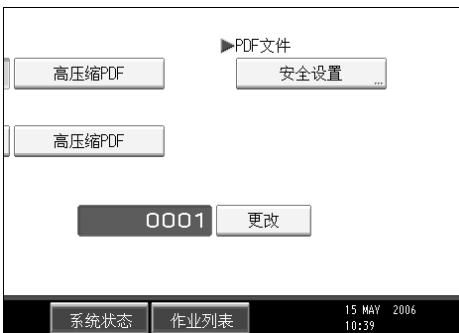 ▶PDF文件
高压缩PDF
安全设置...
高压缩PDF
0001
更改
系统状态
作业列表
15 MAY 2006
10:39